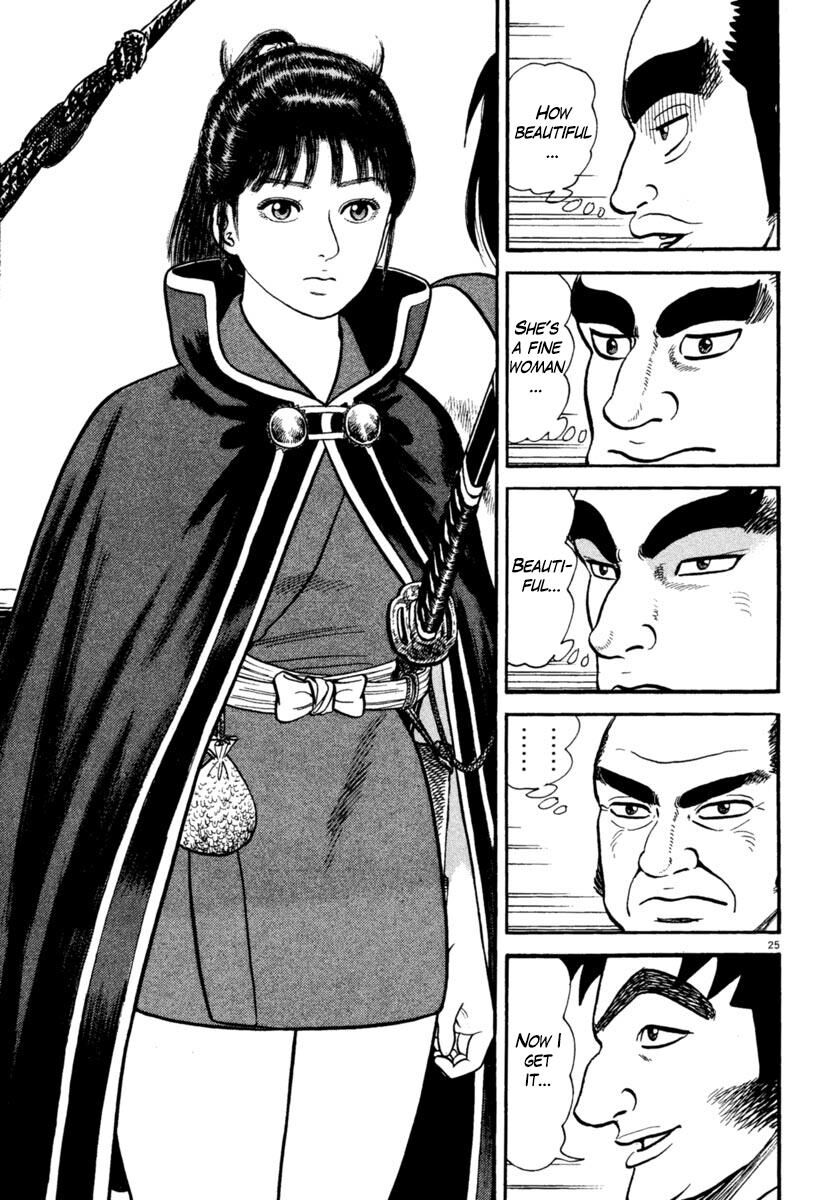 HOW
BEAUTIFUL
...
SHE'S
A FINE
WOMAN
...
BEAUTI-
FUL...
......
......
25
NOW I
GET
IT...